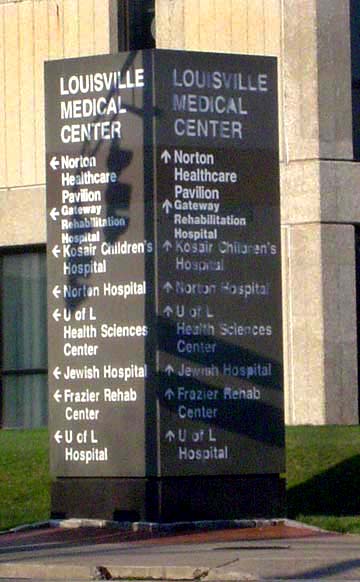 LOUISVILLE
MEDICAL
CENTER
← Norton
Healthcare
Pavilion
← Gateway
Rehabilitation
Hospital
← Kosair Children's
Hospital
← Norton Hospital
← U of L
Health Sciences
Center
← Jewish Hospital
← Frazier Rehab
Center
← U of L
Hospital
LOUISVILLE
MEDICAL
CENTER
↑ Norton
Healthcare
Pavilion
↑ Gateway
Rehabilitation
Hospital
↑ Kosair Children's
Hospital
↑ Norton Hospital
↑ U of L
Health Sciences
Center
↑ Jewish Hospital
↑ Frazier Rehab
Center
↑ U of L
Hospital